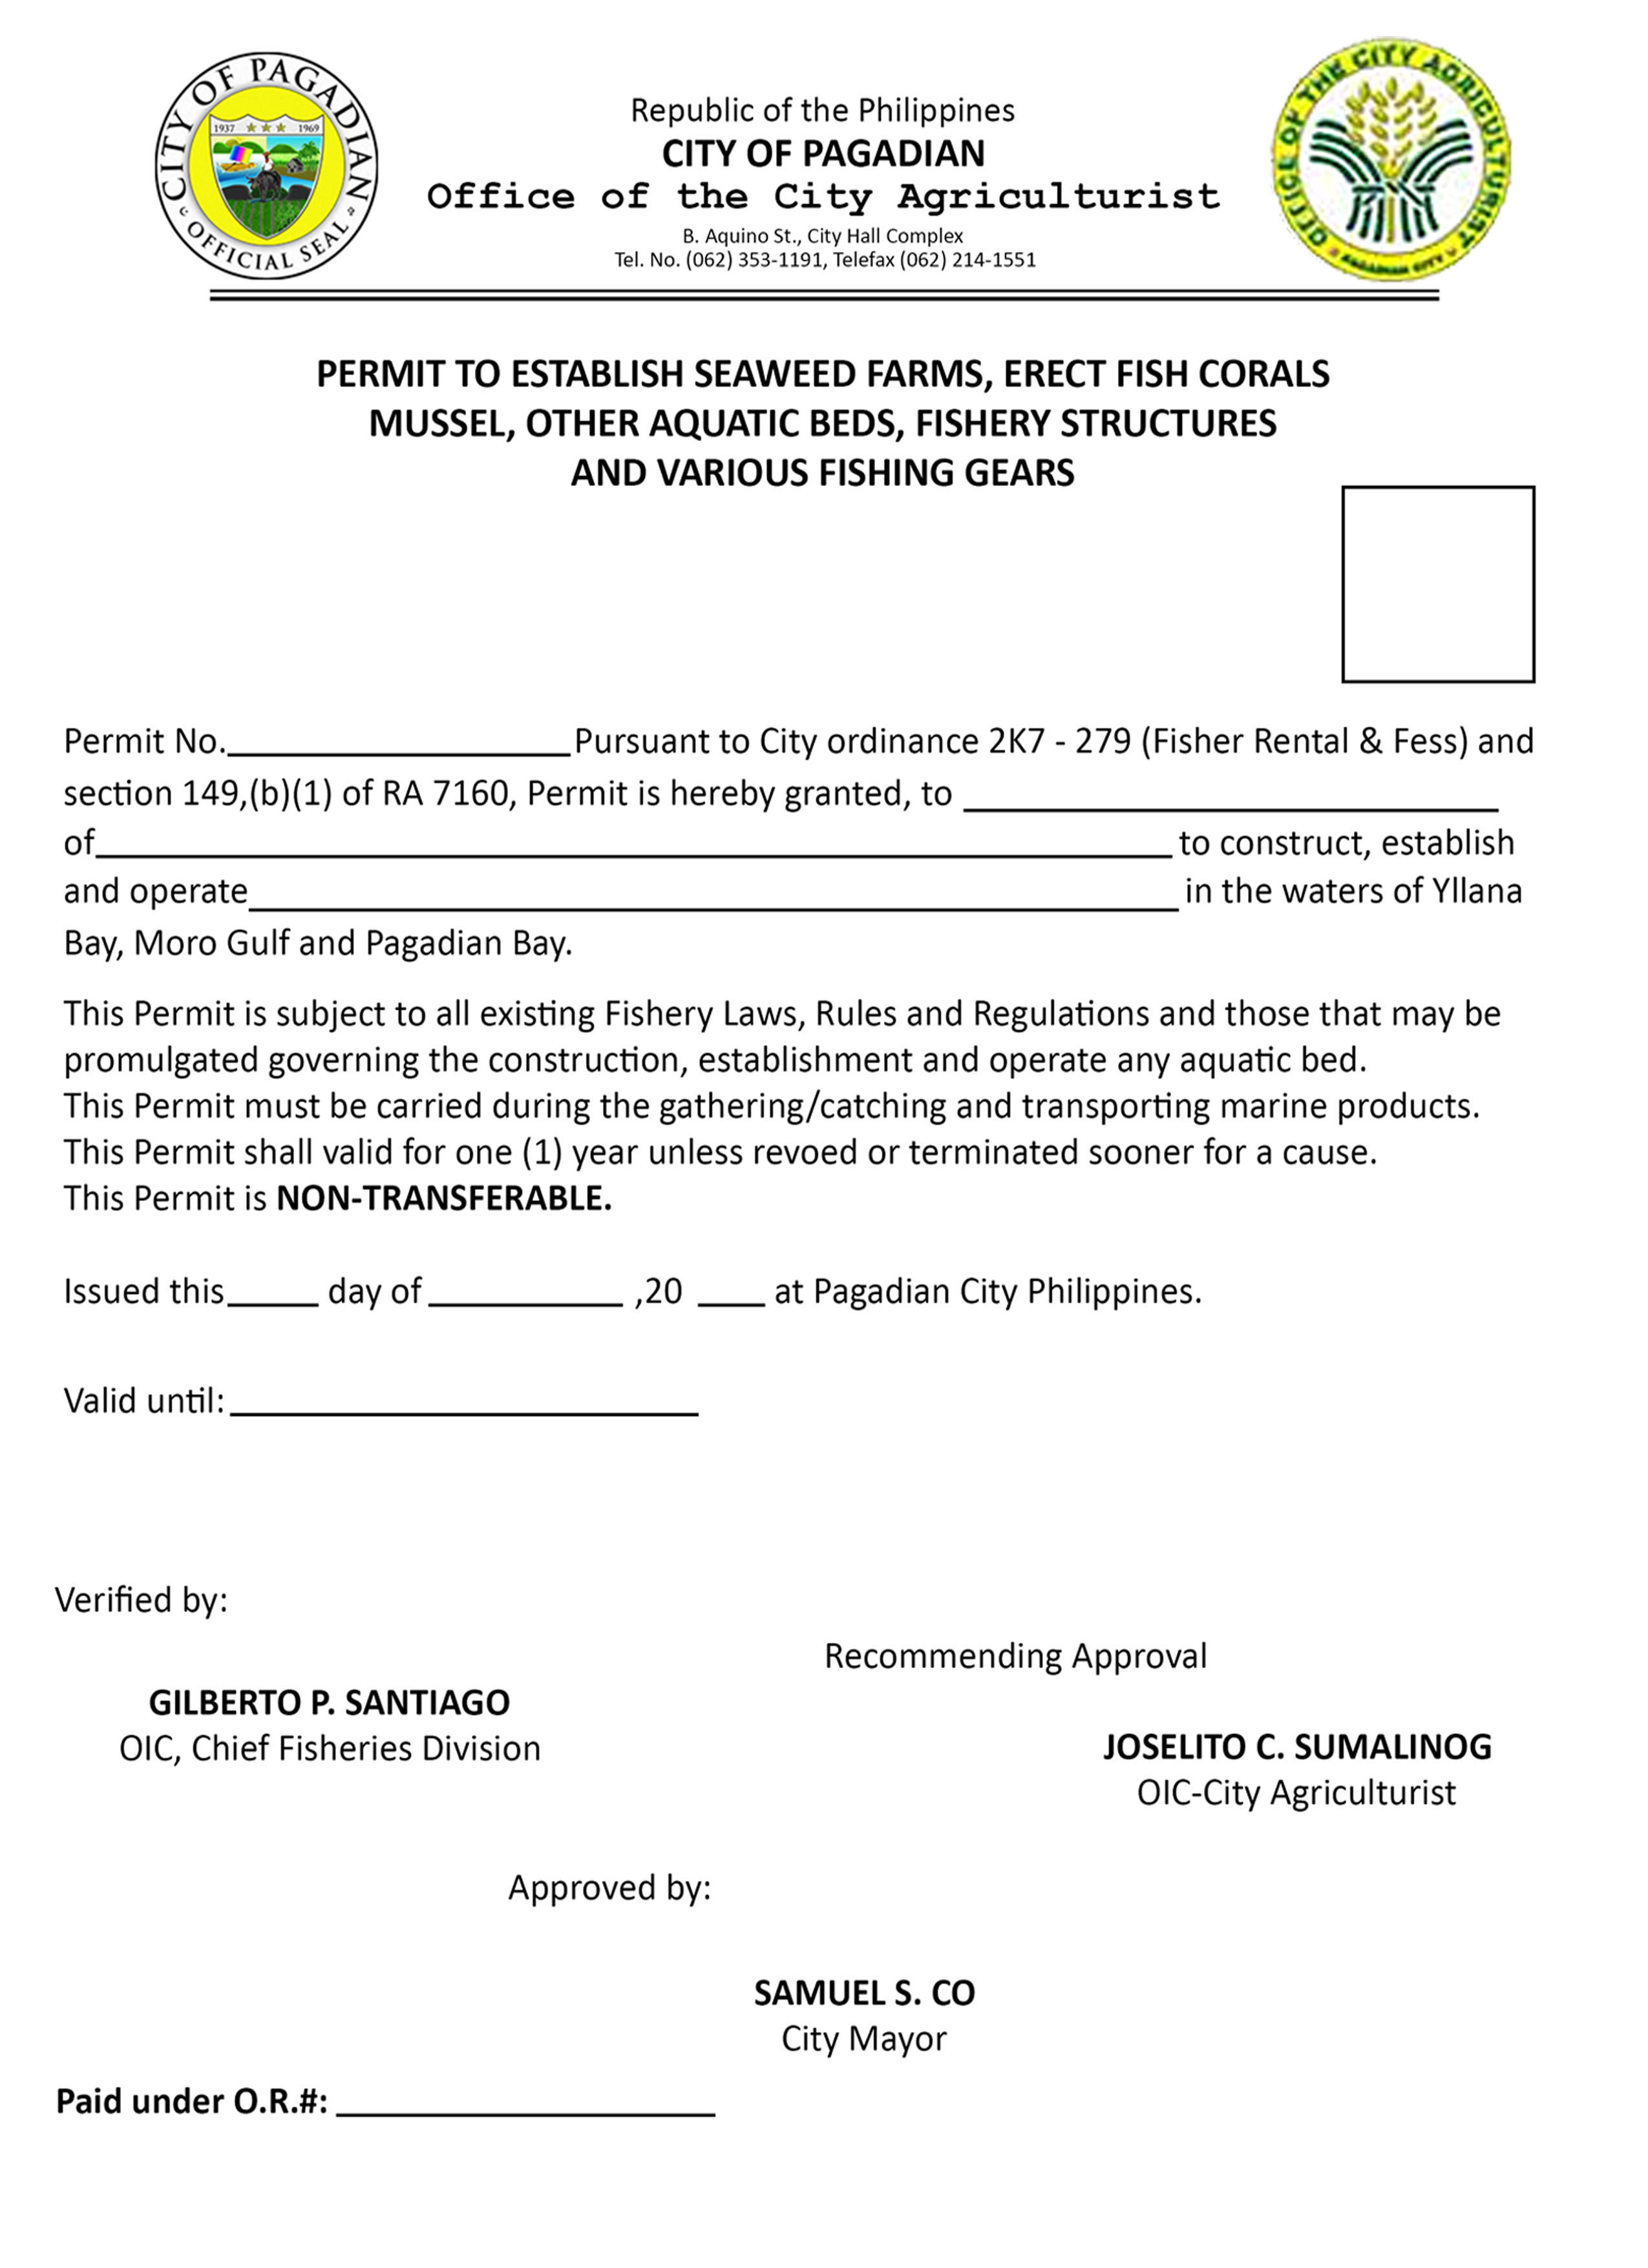 CITY OF PAGADIAN
1937 1969
OFFICIAL SEAL
Republic of the Philippines
CITY OF PAGADIAN
Office of the City Agriculturist
B. Aquino St., City Hall Complex
Tel. No. (062) 353-1191, Telefax (062) 214-1551
OFFICE OF THE CITY AGRICULTURIST
PAGADIAN CITY
PERMIT TO ESTABLISH SEAWEED FARMS, ERECT FISH CORALS
MUSSEL, OTHER AQUATIC BEDS, FISHERY STRUCTURES
AND VARIOUS FISHING GEARS
Permit No.________________Pursuant to City ordinance 2K7 - 279 (Fisher Rental & Fess) and
section 149,(b)(1) of RA 7160, Permit is hereby granted, to ________________
of________________to construct, establish
and operate________________in the waters of Yllana
Bay, Moro Gulf and Pagadian Bay.
This Permit is subject to all existing Fishery Laws, Rules and Regulations and those that may be
promulgated governing the construction, establishment and operate any aquatic bed.
This Permit must be carried during the gathering/catching and transporting marine products.
This Permit shall valid for one (1) year unless revoed or terminated sooner for a cause.
This Permit is NON-TRANSFERABLE.
Issued this_____ day of __________ ,20 ____ at Pagadian City Philippines.
Valid until:________________
Verified by:
Recommending Approval
GILBERTO P. SANTIAGO
OIC, Chief Fisheries Division
JOSELITO C. SUMALINOG
OIC-City Agriculturist
Approved by:
SAMUEL S. CO
City Mayor
Paid under O.R.#: ________________